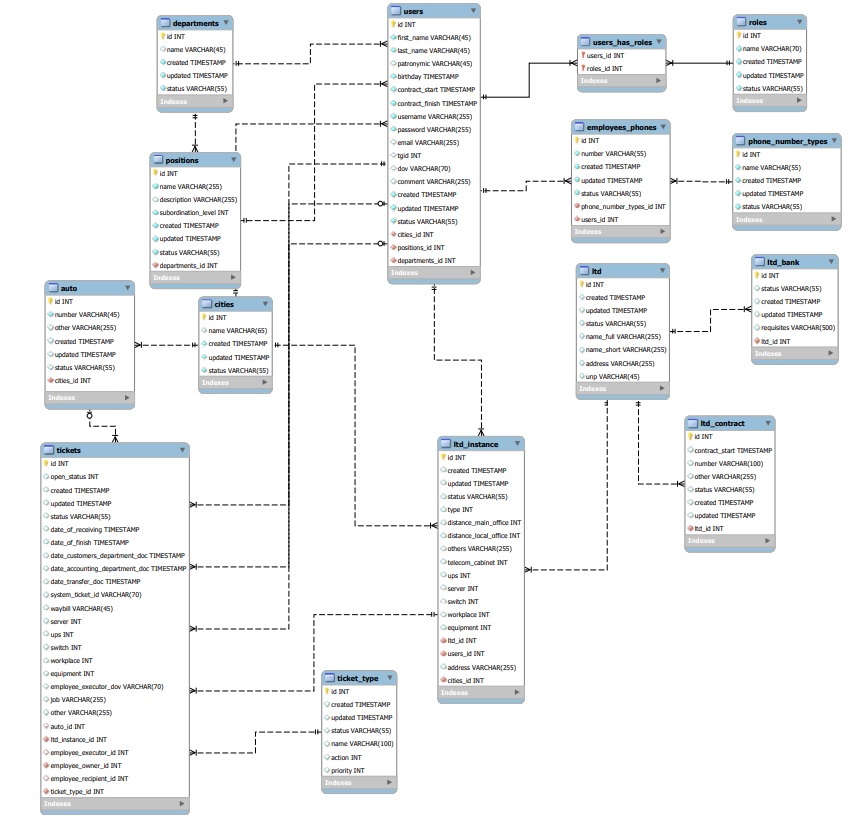 departments
id INT
name VARCHAR(45)
created TIMESTAMP
updated TIMESTAMP
status VARCHAR(55)
Indexes
users
id INT
first_name VARCHAR(45)
last_name VARCHAR(45)
patronymic VARCHAR(45)
birthday TIMESTAMP
contract_start TIMESTAMP
contract_finish TIMESTAMP
username VARCHAR(255)
password VARCHAR(255)
email VARCHAR(255)
tgid INT
dov VARCHAR(70)
comment VARCHAR(255)
created TIMESTAMP
updated TIMESTAMP
status VARCHAR(55)
cities_id INT
positions_id INT
departments_id INT
Indexes
users_has_roles
users_id INT
roles_id INT
Indexes
roles
id INT
name VARCHAR(70)
created TIMESTAMP
updated TIMESTAMP
status VARCHAR(55)
Indexes
employees_phones
id INT
number VARCHAR(55)
created TIMESTAMP
updated TIMESTAMP
status VARCHAR(55)
phone_number_types_id INT
users_id INT
Indexes
phone_number_types
id INT
name VARCHAR(55)
created TIMESTAMP
updated TIMESTAMP
status VARCHAR(55)
Indexes
positions
id INT
name VARCHAR(255)
description VARCHAR(255)
subordination_level INT
created TIMESTAMP
updated TIMESTAMP
status VARCHAR(55)
departments_id INT
Indexes
auto
id INT
number VARCHAR(45)
other VARCHAR(255)
created TIMESTAMP
updated TIMESTAMP
status VARCHAR(55)
cities_id INT
Indexes
cities
id INT
name VARCHAR(65)
created TIMESTAMP
updated TIMESTAMP
status VARCHAR(55)
Indexes
ltd
id INT
created TIMESTAMP
updated TIMESTAMP
status VARCHAR(55)
name_full VARCHAR(255)
name_short VARCHAR(255)
address VARCHAR(255)
unp VARCHAR(45)
Indexes
ltd_bank
id INT
status VARCHAR(55)
created TIMESTAMP
updated TIMESTAMP
requisites VARCHAR(500)
ltd_id INT
Indexes
ltd_contract
id INT
contract_start TIMESTAMP
number VARCHAR(100)
other VARCHAR(255)
status VARCHAR(55)
created TIMESTAMP
updated TIMESTAMP
ltd_id INT
Indexes
tickets
id INT
open_status INT
created TIMESTAMP
updated TIMESTAMP
status VARCHAR(55)
date_of_receiving TIMESTAMP
date_of_finish TIMESTAMP
date_customers_department_doc TIMESTAMP
date_accounting_department_doc TIMESTAMP
date_transfer_doc TIMESTAMP
system_ticket_id VARCHAR(70)
waybill VARCHAR(45)
server INT
ups INT
switch INT
workplace INT
equipment INT
employee_executor_dov VARCHAR(70)
job VARCHAR(255)
other VARCHAR(255)
auto_id INT
ltd_instance_id INT
employee_executor_id INT
employee_owner_id INT
employee_recipient_id INT
ticket_type_id INT
Indexes
ltd_instance
id INT
created TIMESTAMP
updated TIMESTAMP
status VARCHAR(55)
type INT
distance_main_office INT
distance_local_office INT
others VARCHAR(255)
telecom_cabinet INT
ups INT
server INT
switch INT
workplace INT
equipment INT
ltd_id INT
users_id INT
address VARCHAR(255)
cities_id INT
Indexes
ticket_type
id INT
created TIMESTAMP
updated TIMESTAMP
status VARCHAR(55)
name VARCHAR(100)
action INT
priority INT
Indexes